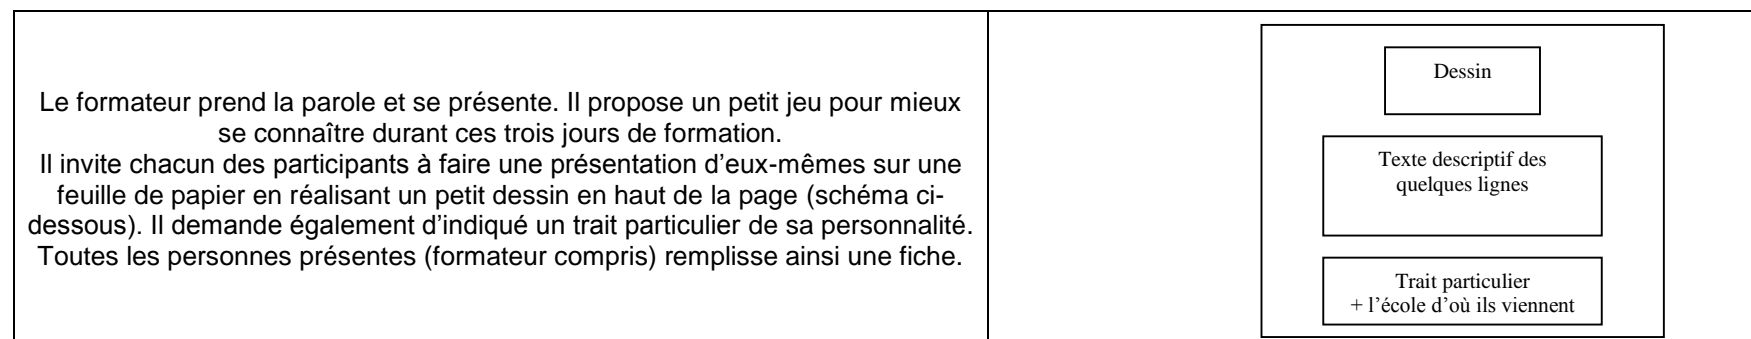 Le formateur prend la parole et se présente. Il propose un petit jeu pour mieux
se connaître durant ces trois jours de formation.
Il invite chacun des participants à faire une présentation d'eux-mêmes sur une
feuille de papier en réalisant un petit dessin en haut de la page (schéma ci-
dessous). Il demande également d'indiqué un trait particulier de sa personnalité.
Toutes les personnes présentes (formateur compris) remplisse ainsi une fiche.
Dessin
Texte descriptif des
quelques lignes
Trait particulier
+ l'école d'où ils viennent